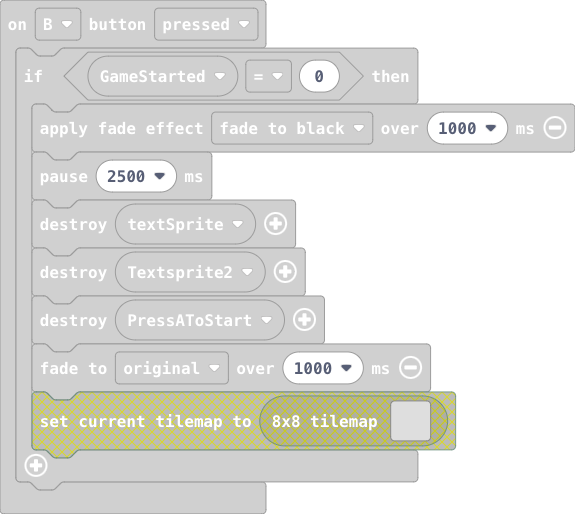 on B button pressed
if GameStarted = 0 then
apply fade effect fade to black over 1000 ms
pause 2500 ms
destroy textSprite
destroy Textsprite2
destroy PressAToStart
fade to original over 1000 ms
set current tilemap to 8x8 tilemap